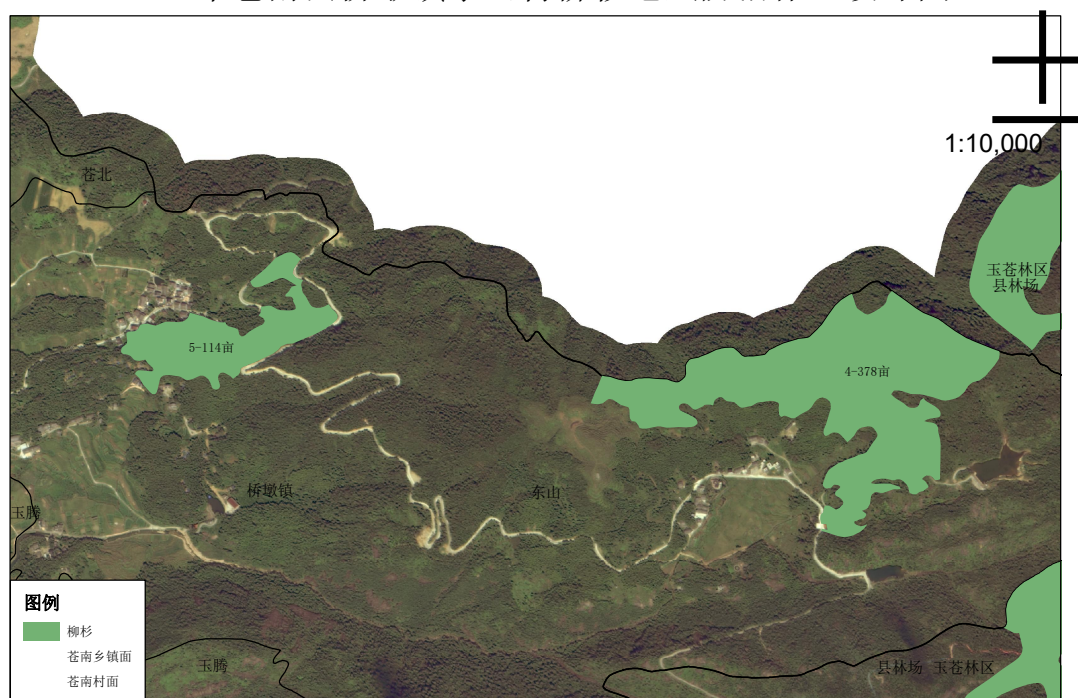 1:10,000
苍北
玉苍林区
县林场
5-114亩
4-378亩
桥墩镇
东山
玉腾
图例
柳杉
苍南乡镇面
苍南村面
玉腾
县林场 玉苍林区